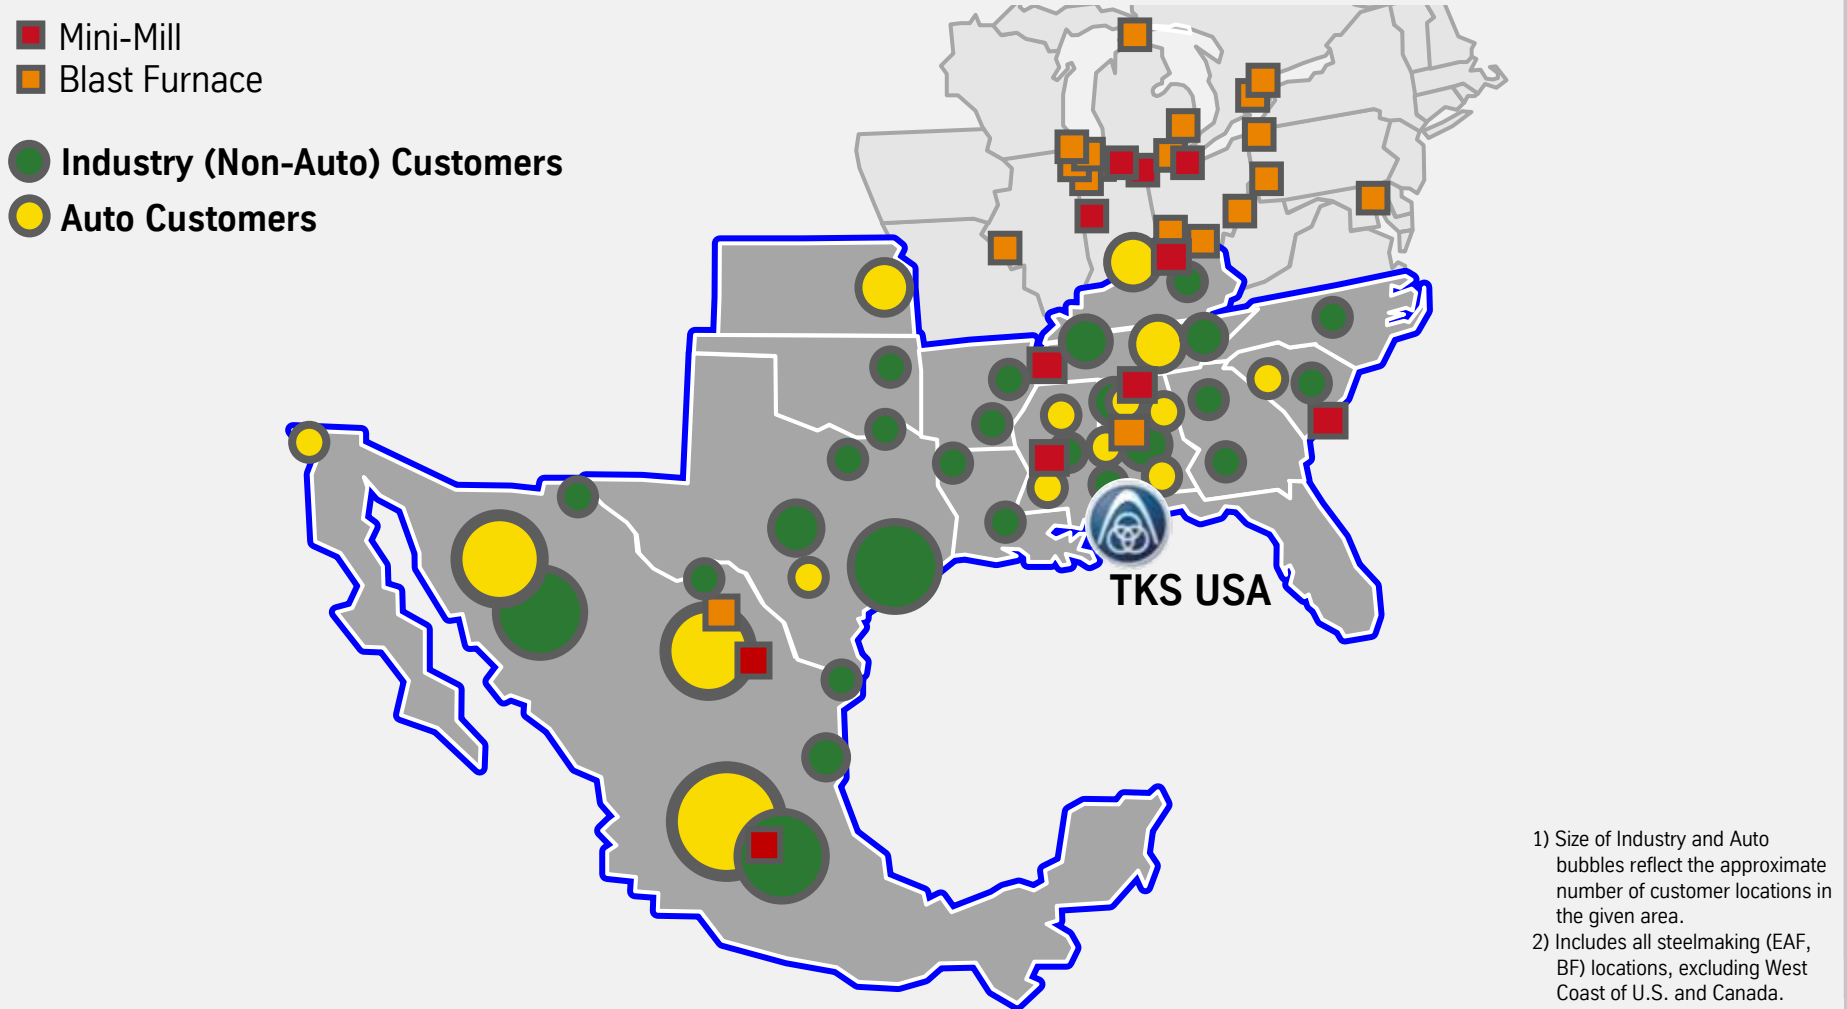 Mini-Mill
Blast Furnace
Industry (Non-Auto) Customers
Auto Customers
TKS USA
1) Size of Industry and Auto
bubbles reflect the approximate
number of customer locations in
the given area.
2) Includes all steelmaking (EAF,
BF) locations, excluding West
Coast of U.S. and Canada.